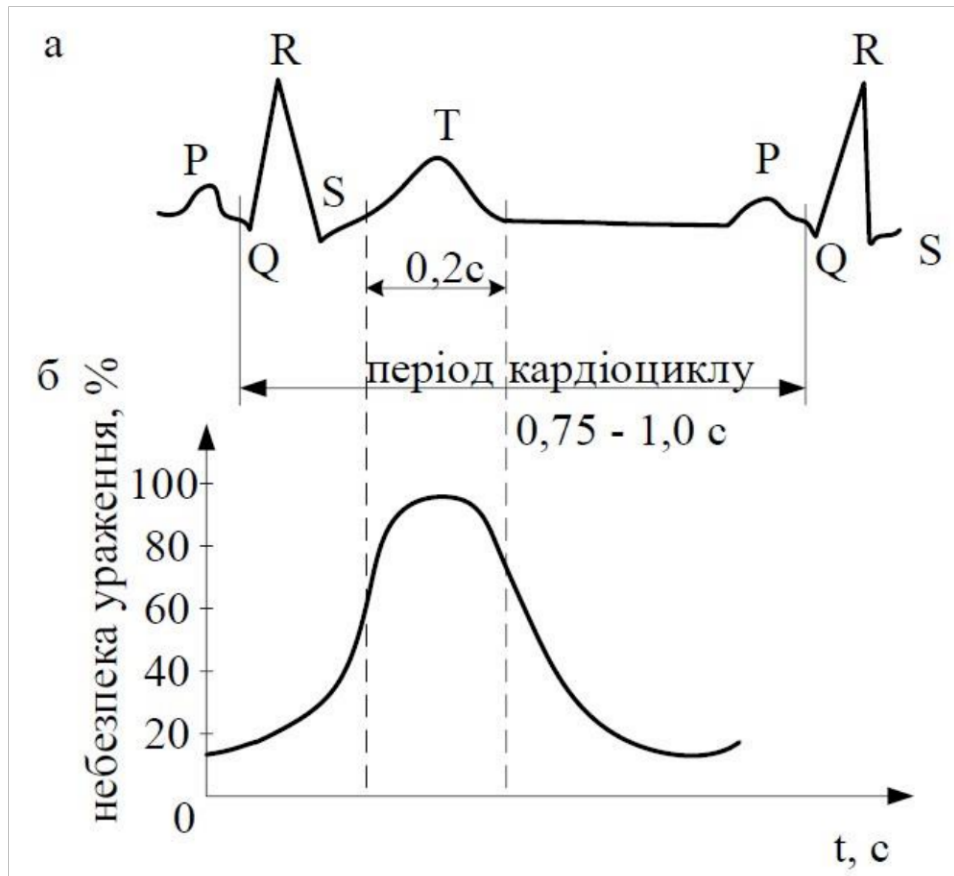 а
R
R
P
T
P
S
Q
Q
S
0,2с
б
період кардіоциклу
0,75 - 1,0 с
небезпека ураження, %
100
80
60
40
20
0
t, с